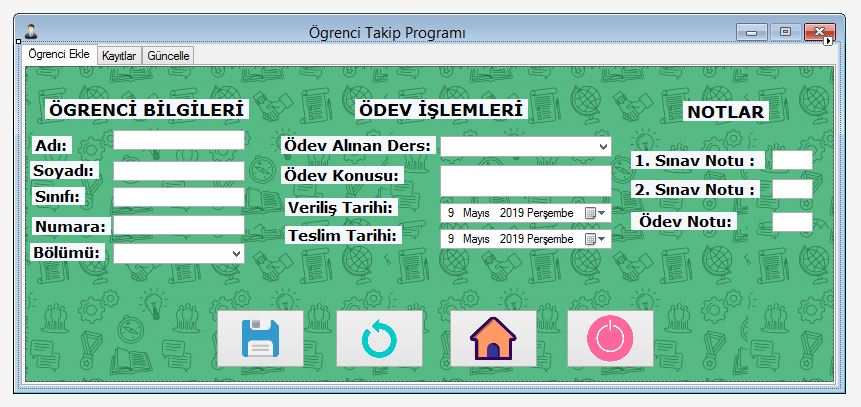 Ögrenci Takip Programı
Ögrenci Ekle Kayıtlar Güncelle
ÖGRENCİ BİLGİLERİ
Adı:
Soyadı:
Sınıfı:
Numara:
Bölümü:
ÖDEV İŞLEMLERİ
Ödev Alınan Ders:
Ödev Konusu:
Veriliş Tarihi: 9 Mayıs 2019 Perşembe
Teslim Tarihi: 9 Mayıs 2019 Perşembe
NOTLAR
1. Sınav Notu :
2. Sınav Notu :
Ödev Notu: